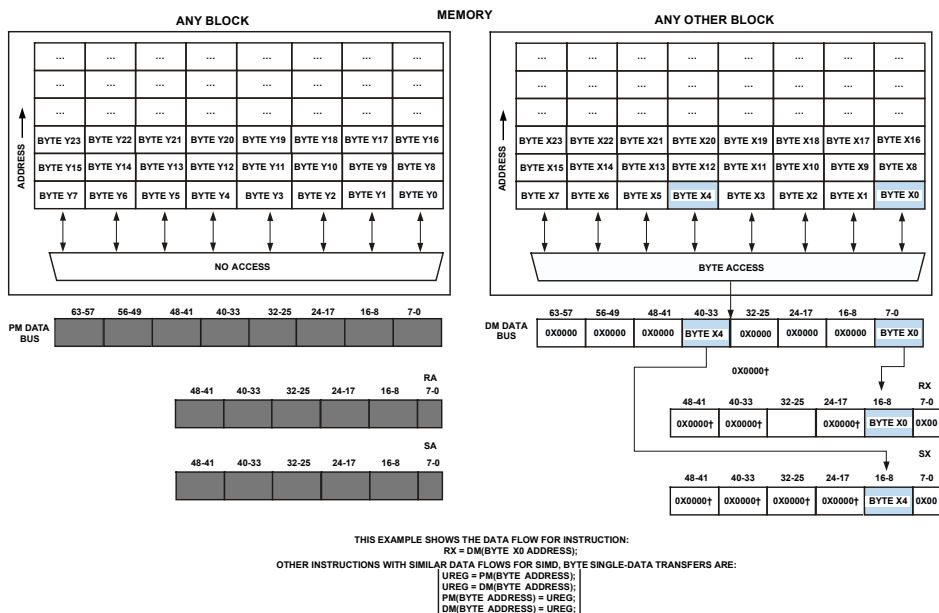 MEMORY
ANY BLOCK
ANY OTHER BLOCK
ADDRESS
... ... ... ... ... ... ... ...
... ... ... ... ... ... ... ...
... ... ... ... ... ... ... ...
BYTE Y23 BYTE Y22 BYTE Y21 BYTE Y20 BYTE Y19 BYTE Y18 BYTE Y17 BYTE Y16
BYTE Y15 BYTE Y14 BYTE Y13 BYTE Y12 BYTE Y11 BYTE Y10 BYTE Y9 BYTE Y8
BYTE Y7 BYTE Y6 BYTE Y5 BYTE Y4 BYTE Y3 BYTE Y2 BYTE Y1 BYTE Y0
NO ACCESS
ADDRESS
... ... ... ... ... ... ... ...
... ... ... ... ... ... ... ...
... ... ... ... ... ... ... ...
BYTE X23 BYTE X22 BYTE X21 BYTE X20 BYTE X19 BYTE X18 BYTE X17 BYTE X16
BYTE X15 BYTE X14 BYTE X13 BYTE X12 BYTE X11 BYTE X10 BYTE X9 BYTE X8
BYTE X7 BYTE X6 BYTE X5 BYTE X4 BYTE X3 BYTE X2 BYTE X1 BYTE X0
BYTE ACCESS
63-57 56-49 48-41 40-33 32-25 24-17 16-8 7-0
PM DATA
BUS
63-57 56-49 48-41 40-33 32-25 24-17 16-8 7-0
DM DATA
BUS
0X0000 0X0000 0X0000 BYTE X4 0X0000 0X0000 0X0000 BYTE X0
0X0000†
RA
48-41 40-33 32-25 24-17 16-8 7-0
RX
48-41 40-33 32-25 24-17 16-8 7-0
0X0000† 0X0000† 0X0000† BYTE X0 0X00
SA
48-41 40-33 32-25 24-17 16-8 7-0
SX
48-41 40-33 32-25 24-17 16-8 7-0
0X0000† 0X0000† 0X0000† 0X0000† BYTE X4 0X00
THIS EXAMPLE SHOWS THE DATA FLOW FOR INSTRUCTION:
RX = DM(BYTE X0 ADDRESS);
OTHER INSTRUCTIONS WITH SIMILAR DATA FLOWS FOR SIMD, BYTE SINGLE-DATA TRANSFERS ARE:
UREG = PM(BYTE ADDRESS);
UREG = DM(BYTE ADDRESS);
PM(BYTE ADDRESS) = UREG;
DM(BYTE ADDRESS) = UREG;